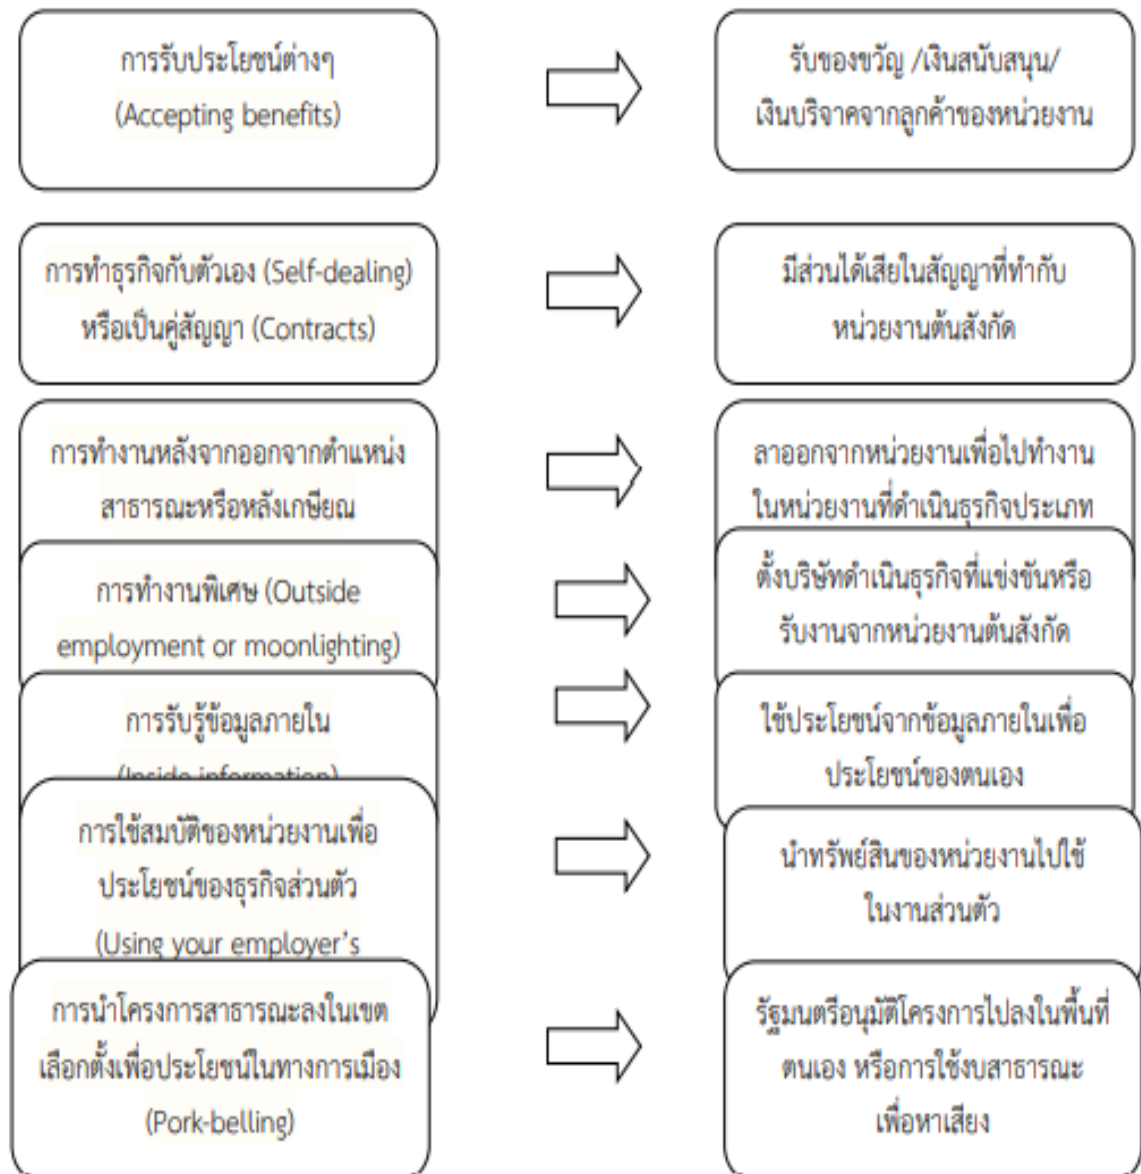 การรับประโยชน์ต่างๆ
(Accepting benefits)
รับของขวัญ /เงินสนับสนุน/
เงินบริจาคจากลูกค้าของหน่วยงาน
การทำธุรกิจกับตัวเอง (Self-dealing)
หรือเป็นคู่สัญญา (Contracts)
มีส่วนได้เสียในสัญญาที่ทำกับ
หน่วยงานต้นสังกัด
การทำงานหลังจากออกจากตำแหน่ง
สาธารณะหรือหลังเกษียณ
ลาออกจากหน่วยงานเพื่อไปทำงาน
ในหน่วยงานที่ดำเนินธุรกิจประเภท
การทำงานพิเศษ (Outside
employment or moonlighting)
ตั้งบริษัทดำเนินธุรกิจที่แข่งขันหรือ
รับงานจากหน่วยงานต้นสังกัด
การรับรู้ข้อมูลภายใน
(Inside information)
ใช้ประโยชน์จากข้อมูลภายในเพื่อ
ประโยชน์ของตนเอง
การใช้สมบัติของหน่วยงานเพื่อ
ประโยชน์ของธุรกิจส่วนตัว
(Using your employer's
นำทรัพย์สินของหน่วยงานไปใช้
ในงานส่วนตัว
การนำโครงการสาธารณะลงในเขต
เลือกตั้งเพื่อประโยชน์ในทางการเมือง
(Pork-belling)
รัฐมนตรีอนุมัติโครงการไปลงในพื้นที่
ตนเอง หรือการใช้งบสาธารณะ
เพื่อหาเสียง